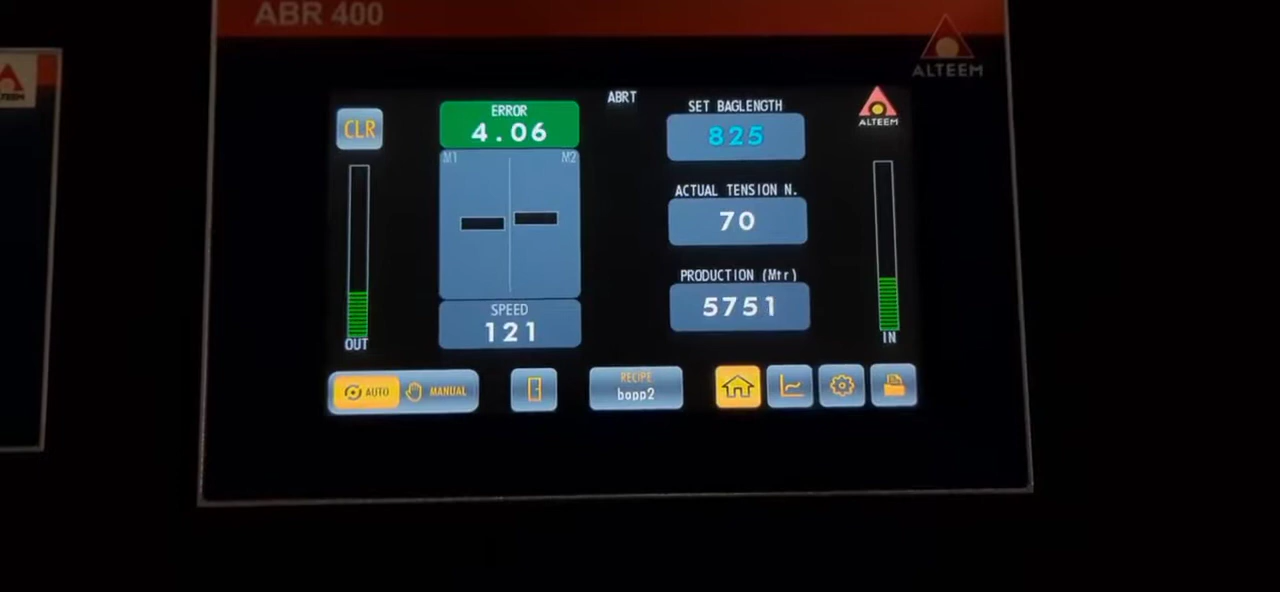 ABR 400
ALTEEM
TEEM
CLR
ERROR
4.06
M1 M2
SPEED
121
OUT
ABRT
SET BAGLENGTH
825
ACTUAL TENSION N.
70
PRODUCTION (Mtr)
5751
ALTEEM
IN
AUTO MANUAL
RECIPE
bopp2